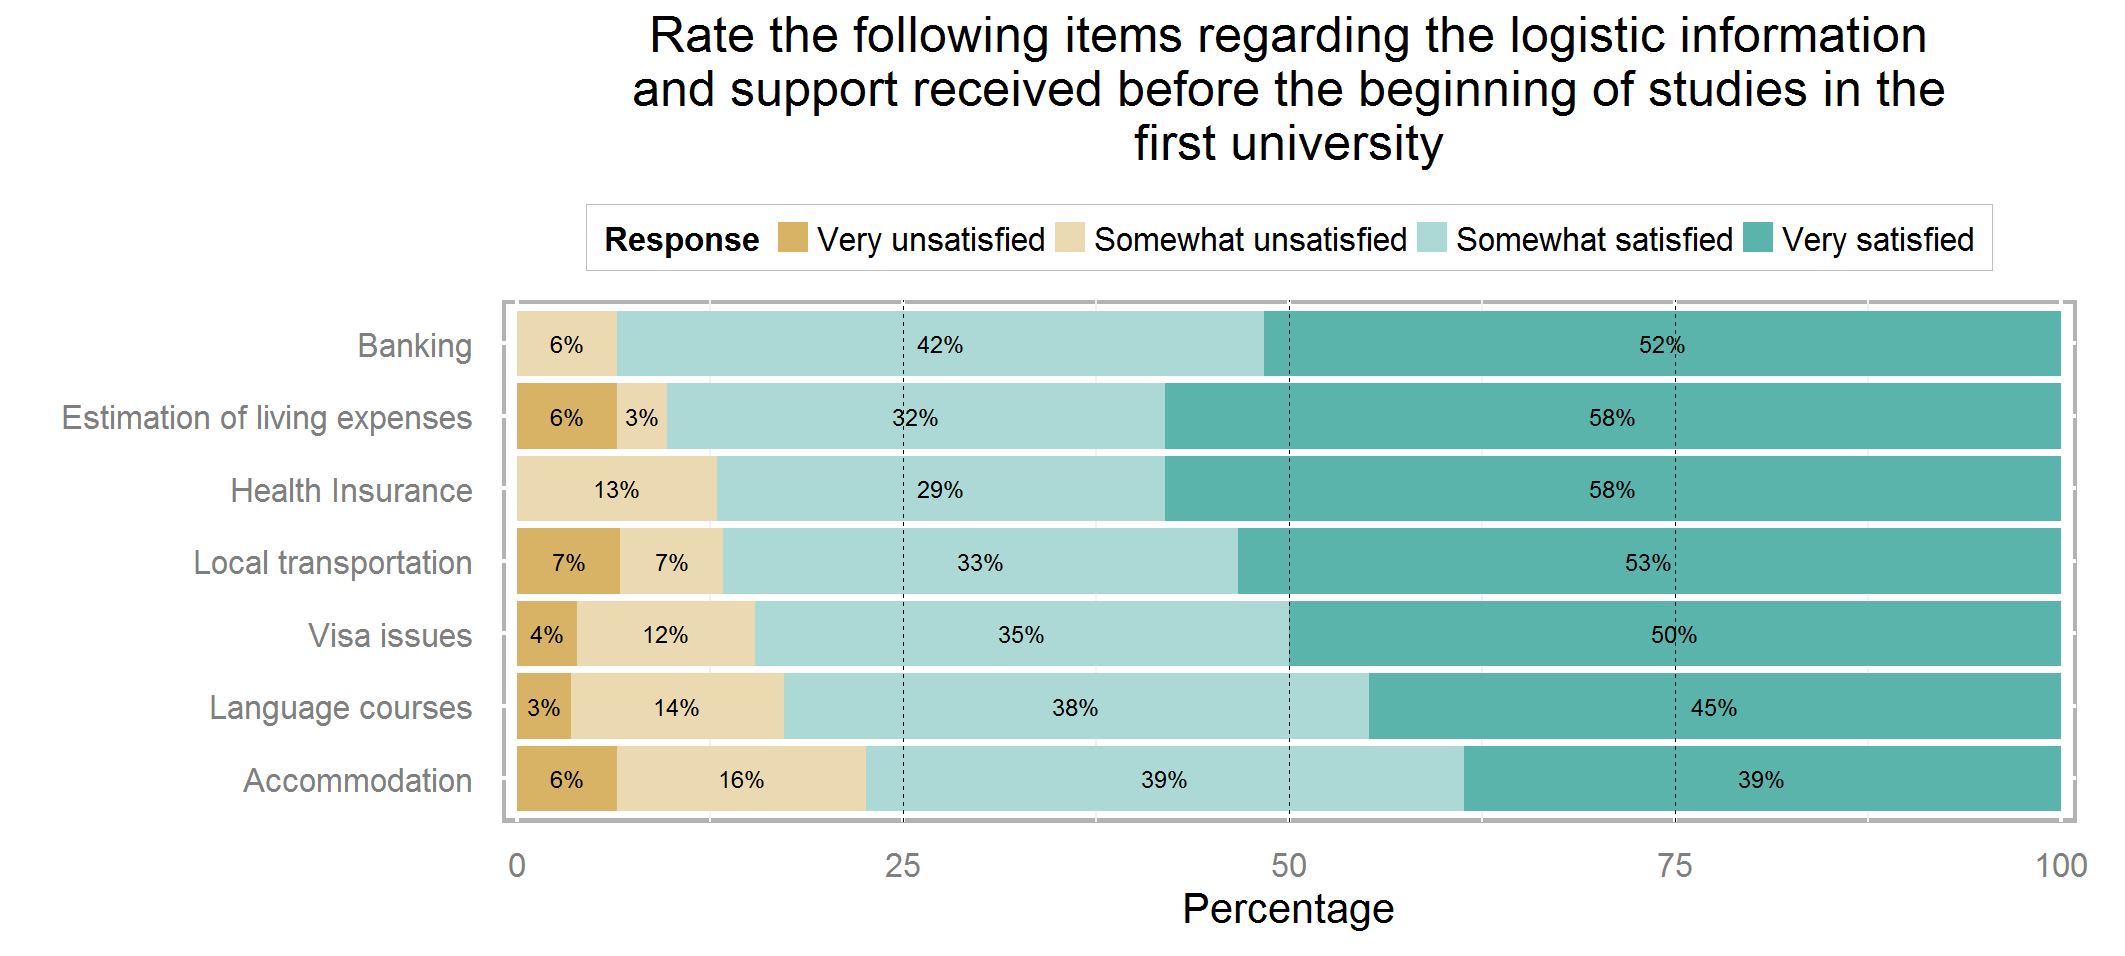 Rate the following items regarding the logistic information
and support received before the beginning of studies in the
first university
Response Very unsatisfied Somewhat unsatisfied Somewhat satisfied Very satisfied
Banking 6% 42% 52%
Estimation of living expenses 6% 3% 32% 58%
Health Insurance 13% 29% 58%
Local transportation 7% 7% 33% 53%
Visa issues 4% 12% 35% 50%
Language courses 3% 14% 38% 45%
Accommodation 6% 16% 39% 39%
0 25 50 75 100
Percentage